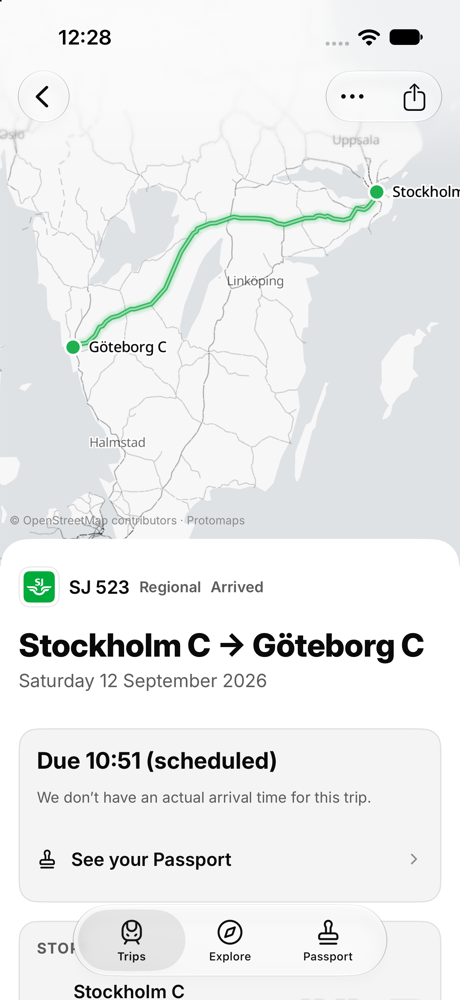 12:28
Oslo
Uppsala
Stockholm
Linköping
Göteborg C
Halmstad
© OpenStreetMap contributors · Protomaps
SJ
SJ 523 Regional Arrived
Stockholm C → Göteborg C
Saturday 12 September 2026
Due 10:51 (scheduled)
We don’t have an actual arrival time for this trip.
See your Passport
Trips
Explore
Passport
Stockholm C